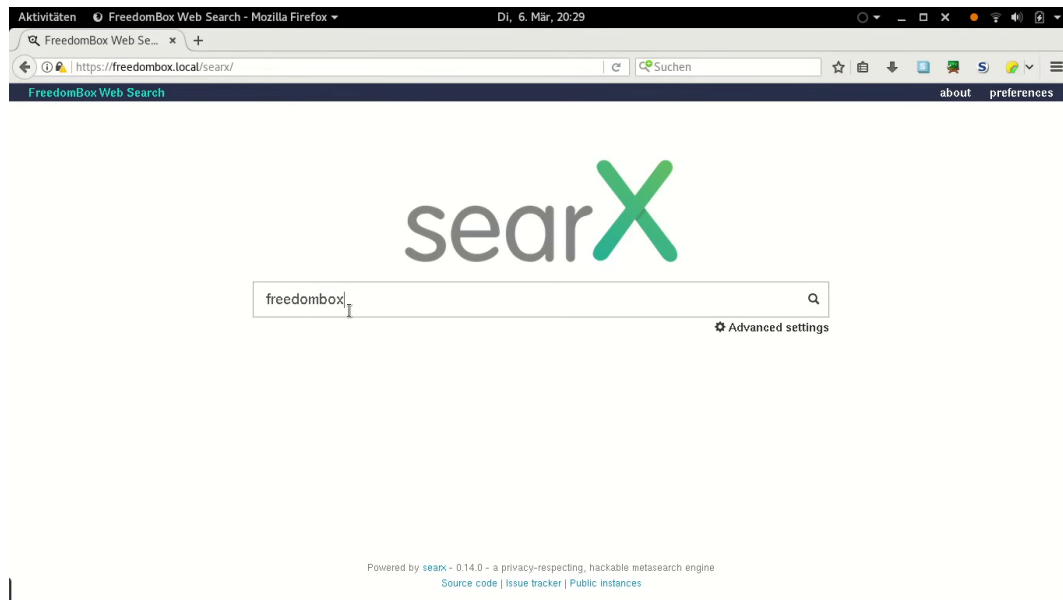 Aktivitäten FreedomBox Web Search - Mozilla Firefox Di, 6. Mär, 20:29
FreedomBox Web Se... × +
https://freedombox.local/searx/ Suchen
FreedomBox Web Search about preferences
searX
freedombox
Advanced settings
Powered by searx - 0.14.0 - a privacy-respecting, hackable metasearch engine
Source code | Issue tracker | Public instances